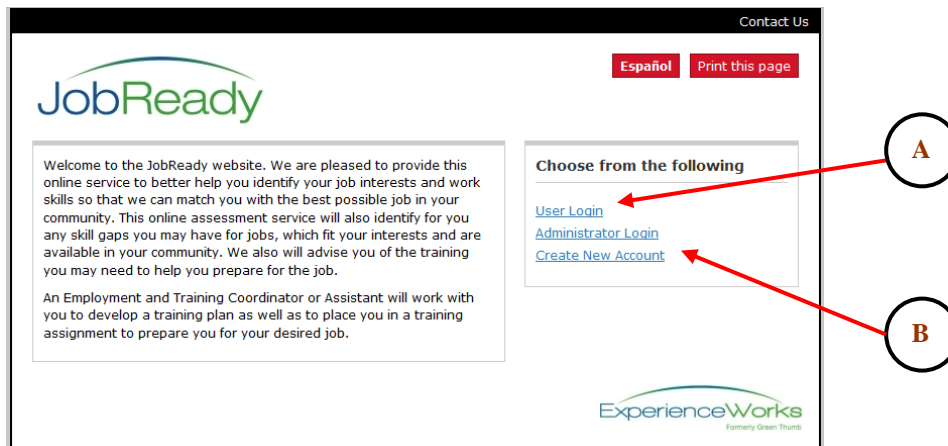 Contact Us
Español
Print this page
JobReady
Welcome to the JobReady website. We are pleased to provide this
online service to better help you identify your job interests and work
skills so that we can match you with the best possible job in your
community. This online assessment service will also identify for you
any skill gaps you may have for jobs, which fit your interests and are
available in your community. We also will advise you of the training
you may need to help you prepare for the job.
An Employment and Training Coordinator or Assistant will work with
you to develop a training plan as well as to place you in a training
assignment to prepare you for your desired job.
Choose from the following
User Login
Administrator Login
Create New Account
A
B
ExperienceWorks
Formerly Green Thumb